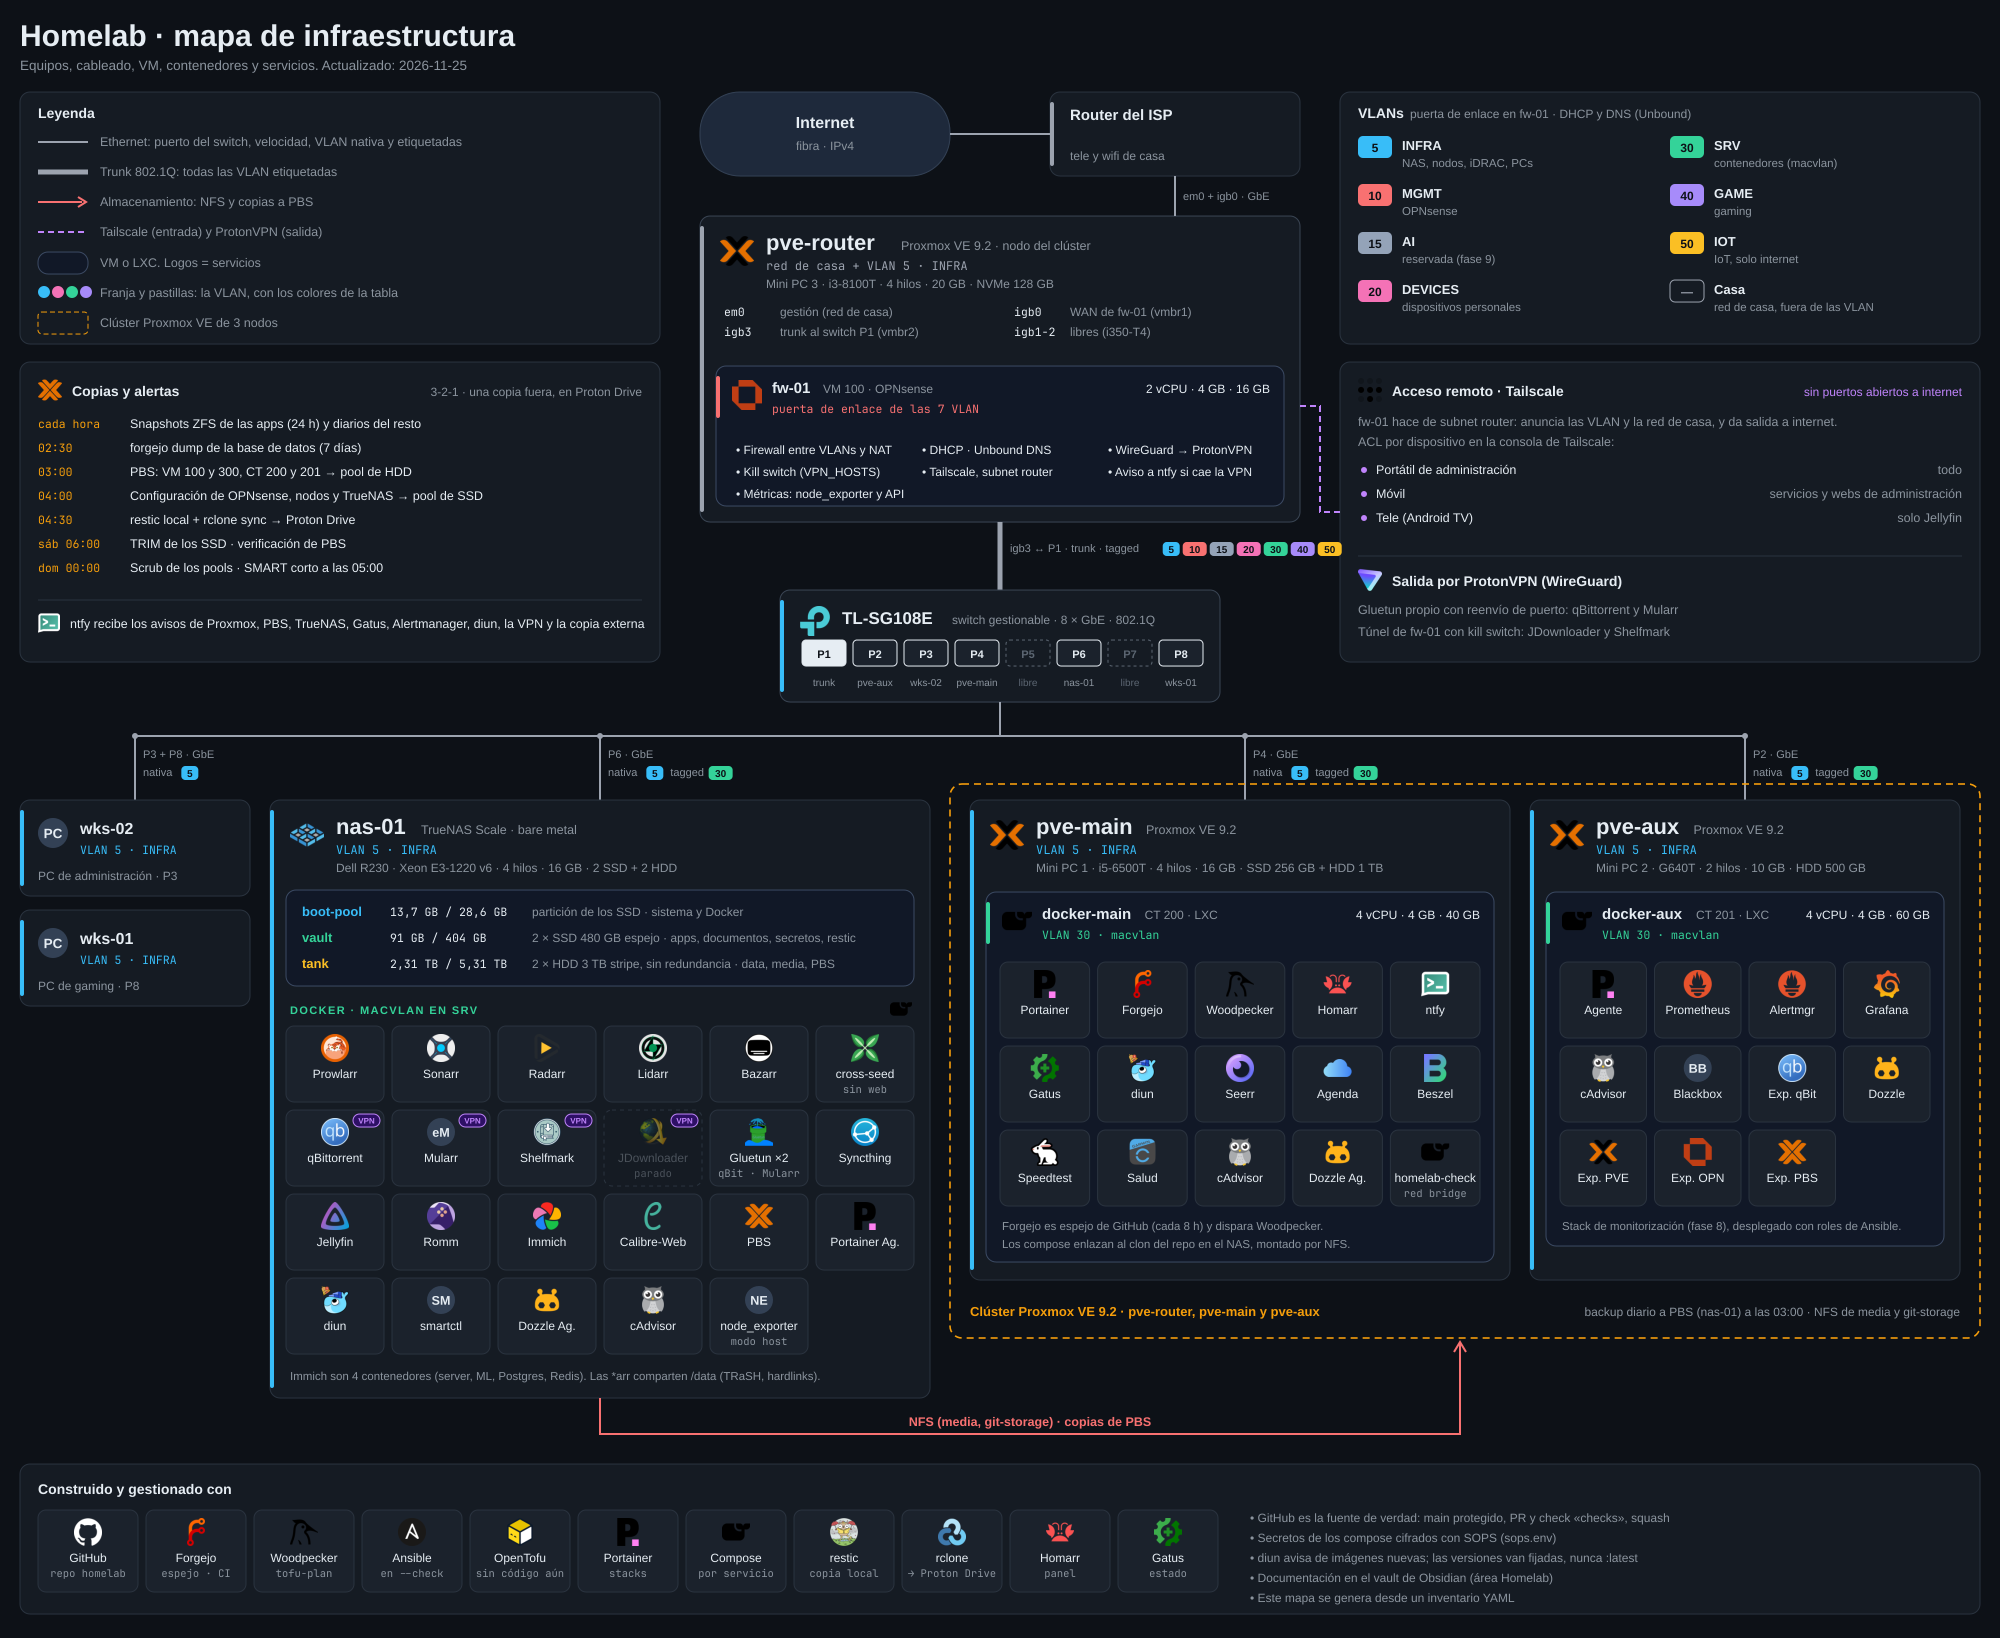 Homelab · mapa de infraestructura
Equipos, cableado, VM, contenedores y servicios. Actualizado: 2026-11-25
Leyenda
Ethernet: puerto del switch, velocidad, VLAN nativa y etiquetadas
Trunk 802.1Q: todas las VLAN etiquetadas
Almacenamiento: NFS y copias a PBS
Tailscale (entrada) y ProtonVPN (salida)
VM o LXC. Logos = servicios
Franja y pastillas: la VLAN, con los colores de la tabla
Clúster Proxmox VE de 3 nodos
Internet
fibra · IPv4
Router del ISP
tele y wifi de casa
em0 + igb0 · GbE
VLANs puerta de enlace en fw-01 · DHCP y DNS (Unbound)
5 INFRA
NAS, nodos, iDRAC, PCs
30 SRV
contenedores (macvlan)
10 MGMT
OPNsense
40 GAME
gaming
15 AI
reservada (fase 9)
50 IOT
IoT, solo internet
20 DEVICES
dispositivos personales
— Casa
red de casa, fuera de las VLAN
pve-router Proxmox VE 9.2 · nodo del clúster
red de casa + VLAN 5 · INFRA
Mini PC 3 · i3-8100T · 4 hilos · 20 GB · NVMe 128 GB
em0 gestión (red de casa) igb0 WAN de fw-01 (vmbr1)
igb3 trunk al switch P1 (vmbr2) igb1-2 libres (i350-T4)
fw-01 VM 100 · OPNsense 2 vCPU · 4 GB · 16 GB
puerta de enlace de las 7 VLAN
• Firewall entre VLANs y NAT • DHCP · Unbound DNS • WireGuard → ProtonVPN
• Kill switch (VPN_HOSTS) • Tailscale, subnet router • Aviso a ntfy si cae la VPN
• Métricas: node_exporter y API
Copias y alertas 3-2-1 · una copia fuera, en Proton Drive
cada hora Snapshots ZFS de las apps (24 h) y diarios del resto
02:30 forgejo dump de la base de datos (7 días)
03:00 PBS: VM 100 y 300, CT 200 y 201 → pool de HDD
04:00 Configuración de OPNsense, nodos y TrueNAS → pool de SSD
04:30 restic local + rclone sync → Proton Drive
sáb 06:00 TRIM de los SSD · verificación de PBS
dom 00:00 Scrub de los pools · SMART corto a las 05:00
ntfy recibe los avisos de Proxmox, PBS, TrueNAS, Gatus, Alertmanager, diun, la VPN y la copia externa
Acceso remoto · Tailscale sin puertos abiertos a internet
fw-01 hace de subnet router: anuncia las VLAN y la red de casa, y da salida a internet.
ACL por dispositivo en la consola de Tailscale:
Portátil de administración todo
Móvil servicios y webs de administración
Tele (Android TV) solo Jellyfin
Salida por ProtonVPN (WireGuard)
Gluetun propio con reenvío de puerto: qBittorrent y Mularr
Túnel de fw-01 con kill switch: JDownloader y Shelfmark
igb3 ↔ P1 · trunk · tagged 5 10 15 20 30 40 50
TL-SG108E switch gestionable · 8 × GbE · 802.1Q
P1 P2 P3 P4 P5 P6 P7 P8
trunk pve-aux wks-02 pve-main libre nas-01 libre wks-01
P3 + P8 · GbE
nativa 5
P6 · GbE
nativa 5 tagged 30
P4 · GbE
nativa 5 tagged 30
P2 · GbE
nativa 5 tagged 30
PC wks-02
VLAN 5 · INFRA
PC de administración · P3
PC wks-01
VLAN 5 · INFRA
PC de gaming · P8
nas-01 TrueNAS Scale · bare metal
VLAN 5 · INFRA
Dell R230 · Xeon E3-1220 v6 · 4 hilos · 16 GB · 2 SSD + 2 HDD
boot-pool 13,7 GB / 28,6 GB partición de los SSD · sistema y Docker
vault 91 GB / 404 GB 2 × SSD 480 GB espejo · apps, documentos, secretos, restic
tank 2,31 TB / 5,31 TB 2 × HDD 3 TB stripe, sin redundancia · data, media, PBS
DOCKER · MACVLAN EN SRV
Prowlarr Sonarr Radarr Lidarr Bazarr cross-seed
sin web
qb VPN eM VPN VPN VPN
qBittorrent Mularr Shelfmark JDownloader Gluetun ×2 Syncthing
parado qBit · Mularr
Jellyfin Romm Immich Calibre-Web PBS Portainer Ag.
SM NE
diun smartctl Dozzle Ag. cAdvisor node_exporter
modo host
Immich son 4 contenedores (server, ML, Postgres, Redis). Las *arr comparten /data (TRaSH, hardlinks).
pve-main Proxmox VE 9.2
VLAN 5 · INFRA
Mini PC 1 · i5-6500T · 4 hilos · 16 GB · SSD 256 GB + HDD 1 TB
docker-main CT 200 · LXC 4 vCPU · 4 GB · 40 GB
VLAN 30 · macvlan
Portainer Forgejo Woodpecker Homarr ntfy
Gatus diun Seerr Agenda Beszel
Speedtest Salud cAdvisor Dozzle Ag. homelab-check
red bridge
Forgejo es espejo de GitHub (cada 8 h) y dispara Woodpecker.
Los compose enlazan al clon del repo en el NAS, montado por NFS.
pve-aux Proxmox VE 9.2
VLAN 5 · INFRA
Mini PC 2 · G640T · 2 hilos · 10 GB · HDD 500 GB
docker-aux CT 201 · LXC 4 vCPU · 4 GB · 60 GB
VLAN 30 · macvlan
Agente Prometheus Alertmgr Grafana
BB qb
cAdvisor Blackbox Exp. qBit Dozzle
Exp. PVE Exp. OPN Exp. PBS
Stack de monitorización (fase 8), desplegado con roles de Ansible.
Clúster Proxmox VE 9.2 · pve-router, pve-main y pve-aux
backup diario a PBS (nas-01) a las 03:00 · NFS de media y git-storage
NFS (media, git-storage) · copias de PBS
Construido y gestionado con
GitHub Forgejo Woodpecker Ansible OpenTofu Portainer Compose restic rclone Homarr Gatus
repo homelab espejo · CI tofu-plan en --check sin código aún stacks por servicio copia local → Proton Drive panel estado
• GitHub es la fuente de verdad: main protegido, PR y check «checks», squash
• Secretos de los compose cifrados con SOPS (sops.env)
• diun avisa de imágenes nuevas; las versiones van fijadas, nunca :latest
• Documentación en el vault de Obsidian (área Homelab)
• Este mapa se genera desde un inventario YAML